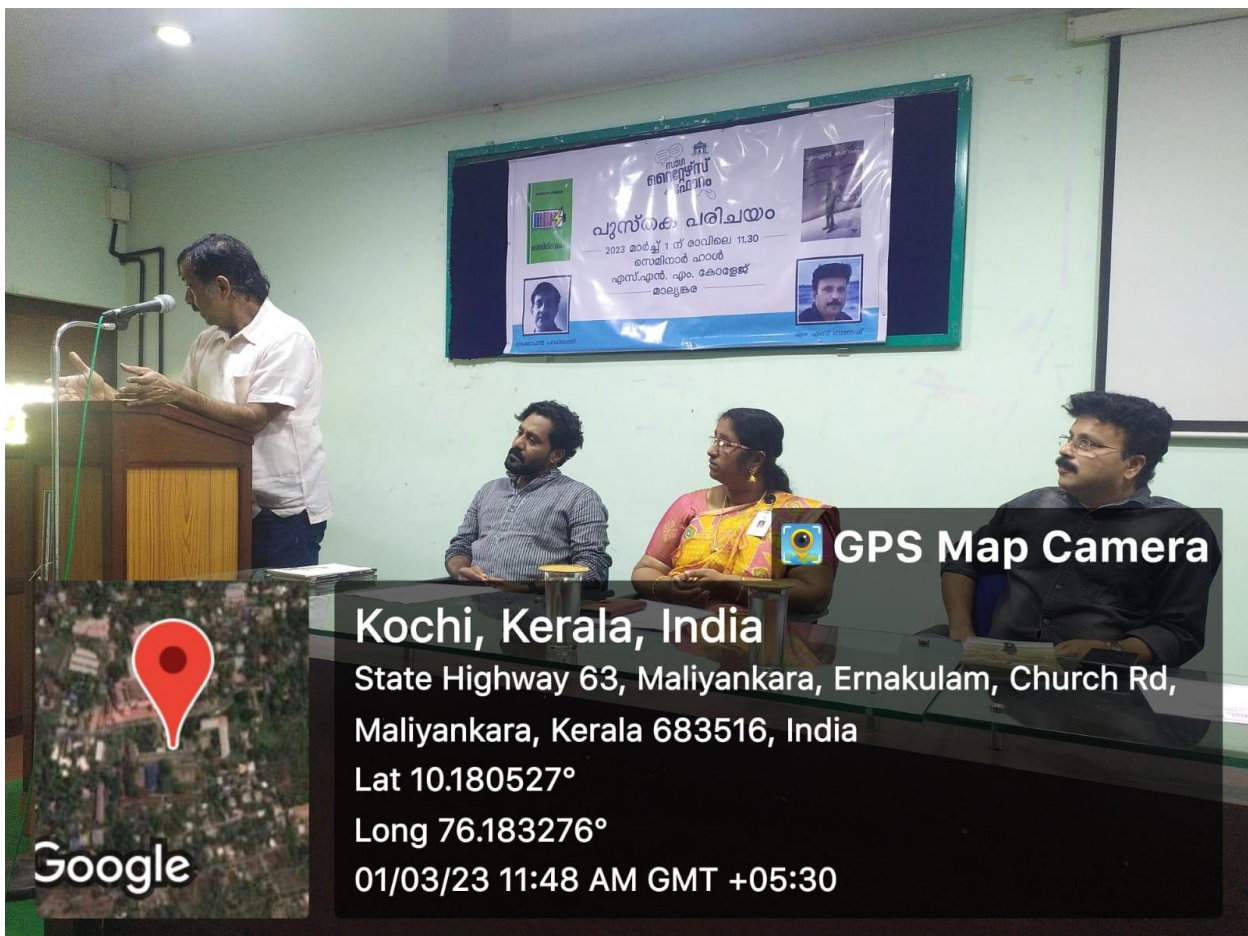 സാഗ
റൈറ്റേഴ്സ്
ഫോറം
പുസ്തക പരിചയം
2023 മാർച്ച് 1 ന് രാവിലെ 11.30
സെമിനാർ ഹാൾ
എസ്.എൻ. എം. കോളേജ്
മാല്യങ്കര
GPS Map Camera
Kochi, Kerala, India
State Highway 63, Maliyankara, Ernakulam, Church Rd,
Maliyankara, Kerala 683516, India
Lat 10.180527°
Long 76.183276°
01/03/23 11:48 AM GMT +05:30
Google